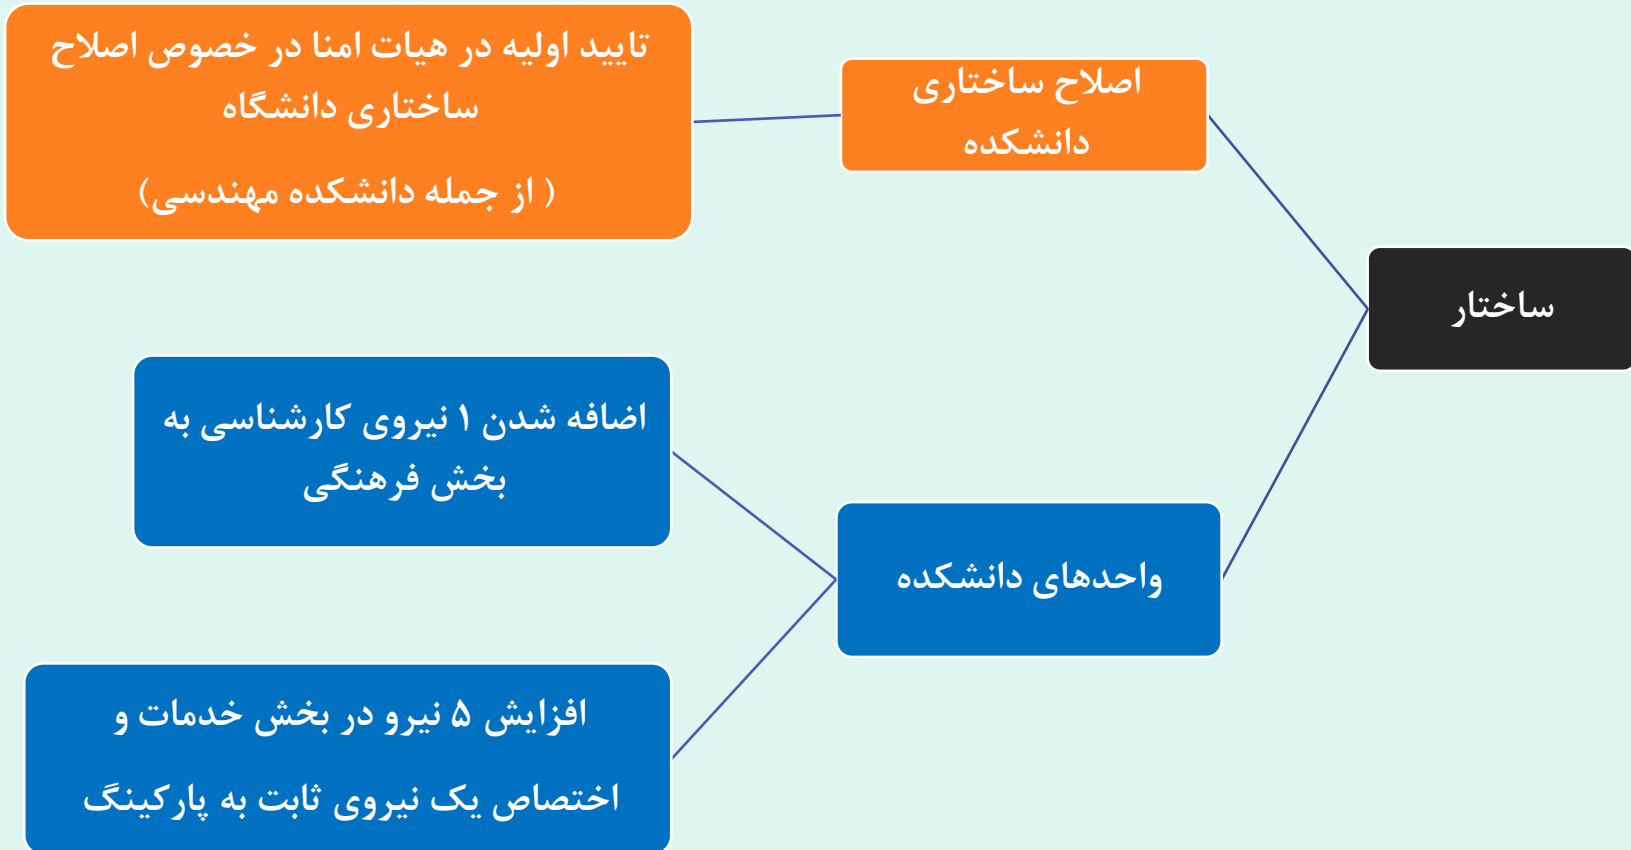 ساختار
اصلاح ساختاری
دانشکده
تایید اولیه در هیات امنا در خصوص اصلاح
ساختاری دانشگاه
( از جمله دانشکده مهندسی)
واحدهای دانشکده
اضافه شدن ۱ نیروی کارشناسی به
بخش فرهنگی
افزایش ۵ نیرو در بخش خدمات و
اختصاص یک نیروی ثابت به پارکینگ